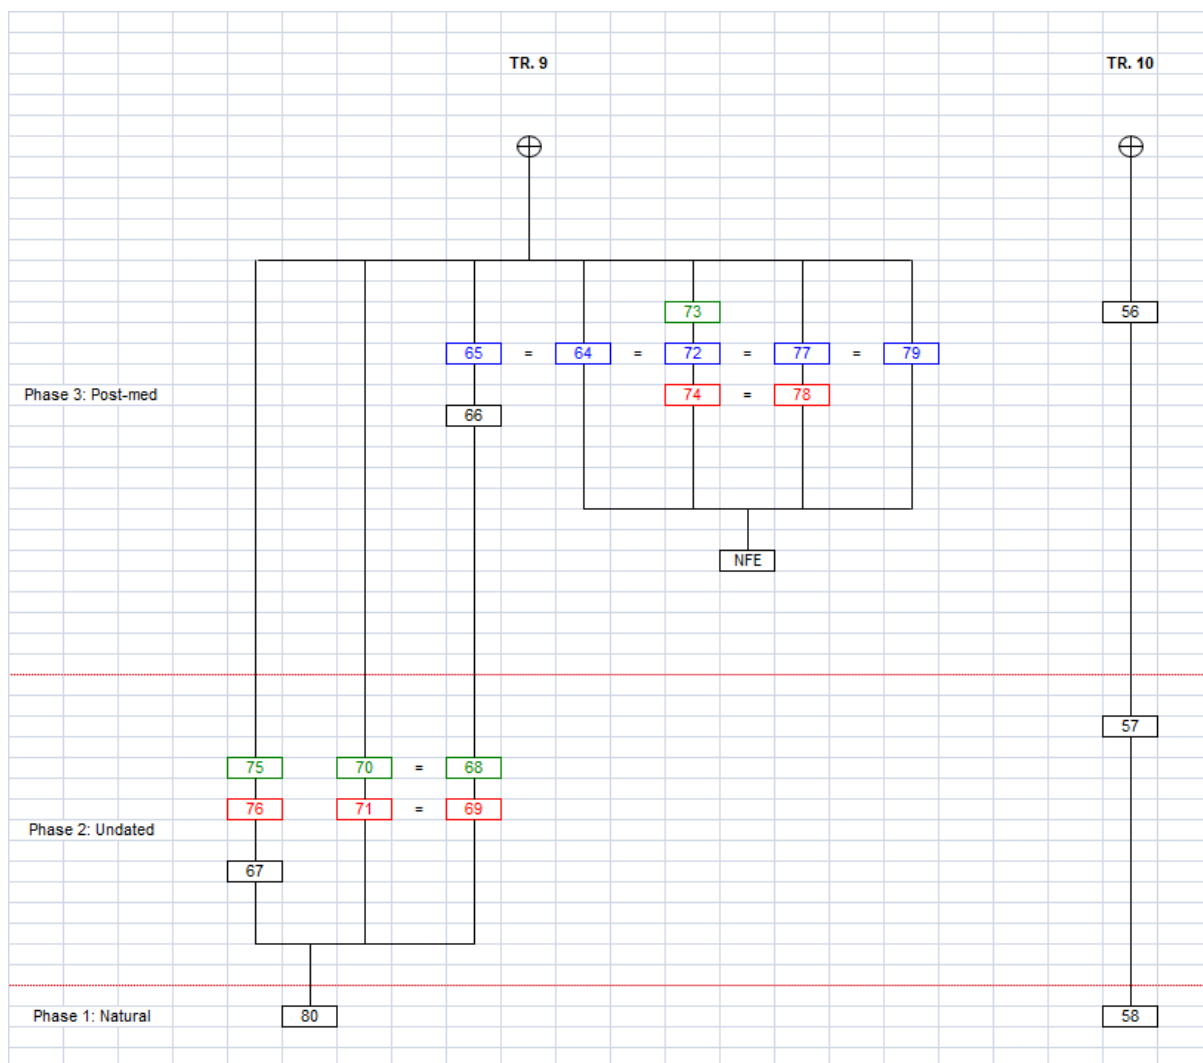 TR. 9 TR. 10
73 56
65 = 64 = 72 = 77 = 79
Phase 3: Post-med 74 = 78
66
NFE
57
75 70 = 68
76 71 = 69
Phase 2: Undated
67
Phase 1: Natural 80 58